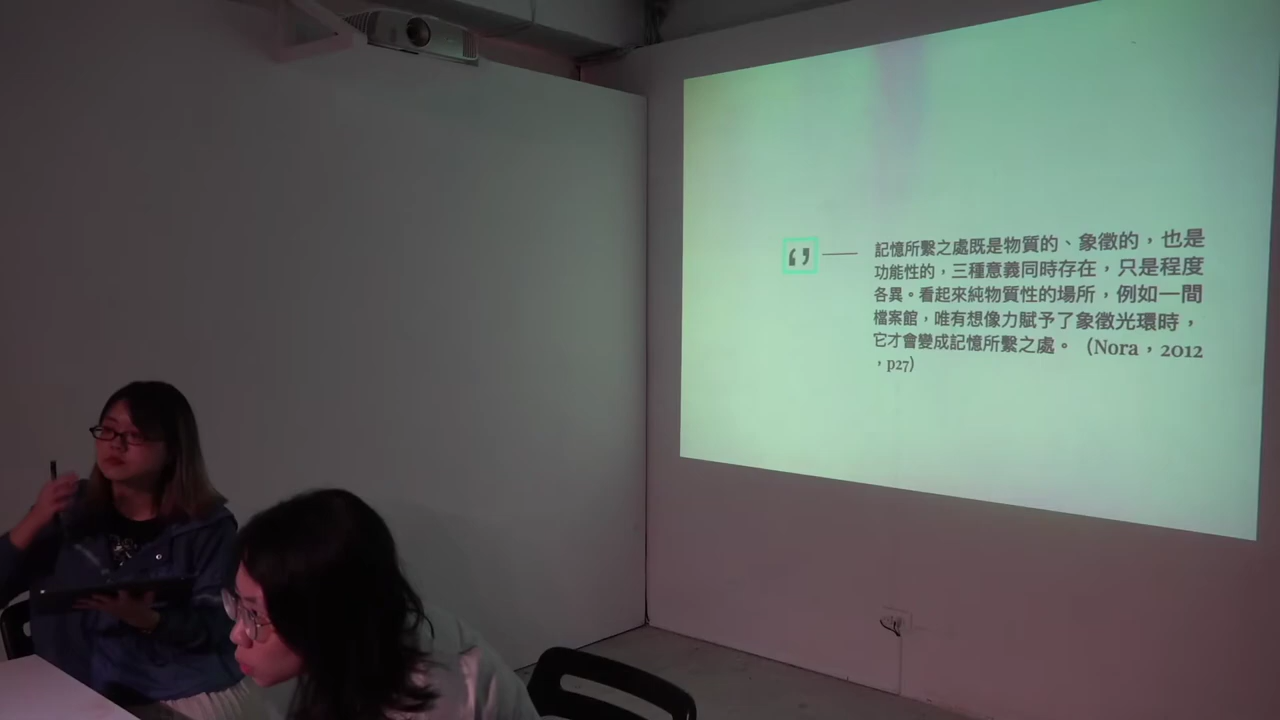 記憶所繫之處既是物質的、象徵的，也是
功能性的，三種意義同時存在，只是程度
各異。看起來純物質性的場所，例如一間
檔案館，唯有想像力賦予了象徵光環時，
它才會變成記憶所繫之處。（Nora，2012
，p27）